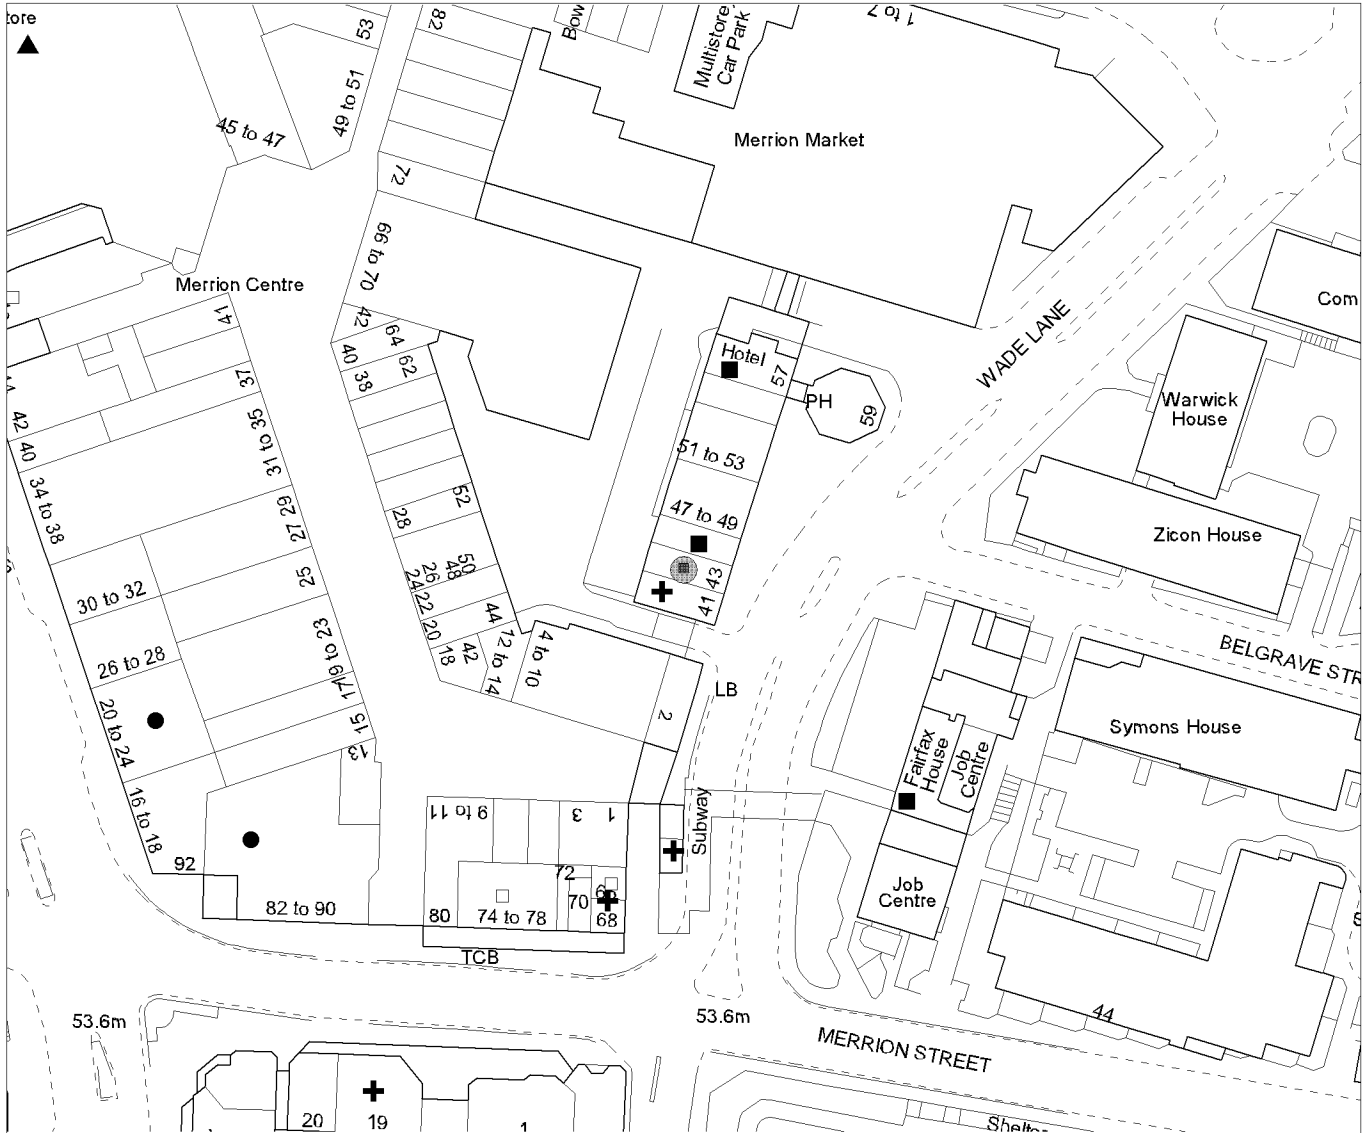 tore
53
82
Bow
Multistorey
Car Park
1 to 7
49 to 51
45 to 47
Merrion Market
72
66 to 70
Merrion Centre
Com
41
42
64
WADE LANE
Hotel
40
62
57
38
37
PH
59
Warwick
House
42
40
31 to 35
51 to 53
34 to 38
52
27 29
28
47 to 49
Zicon House
50
48
26
24
25
43
41
30 to 32
22
44
20
19 to 23
18
42
12 to 14
4 to 10
BELGRAVE STR
26 to 28
17
LB
20 to 24
15
2
Symons House
13
Fairfax
House
Job
Centre
16 to 18
9 to 11
3
1
Subway
92
72
70
68
82 to 90
80
74 to 78
Job
Centre
TCB
53.6m
53.6m
44
MERRION STREET
20
19
1
Shelter